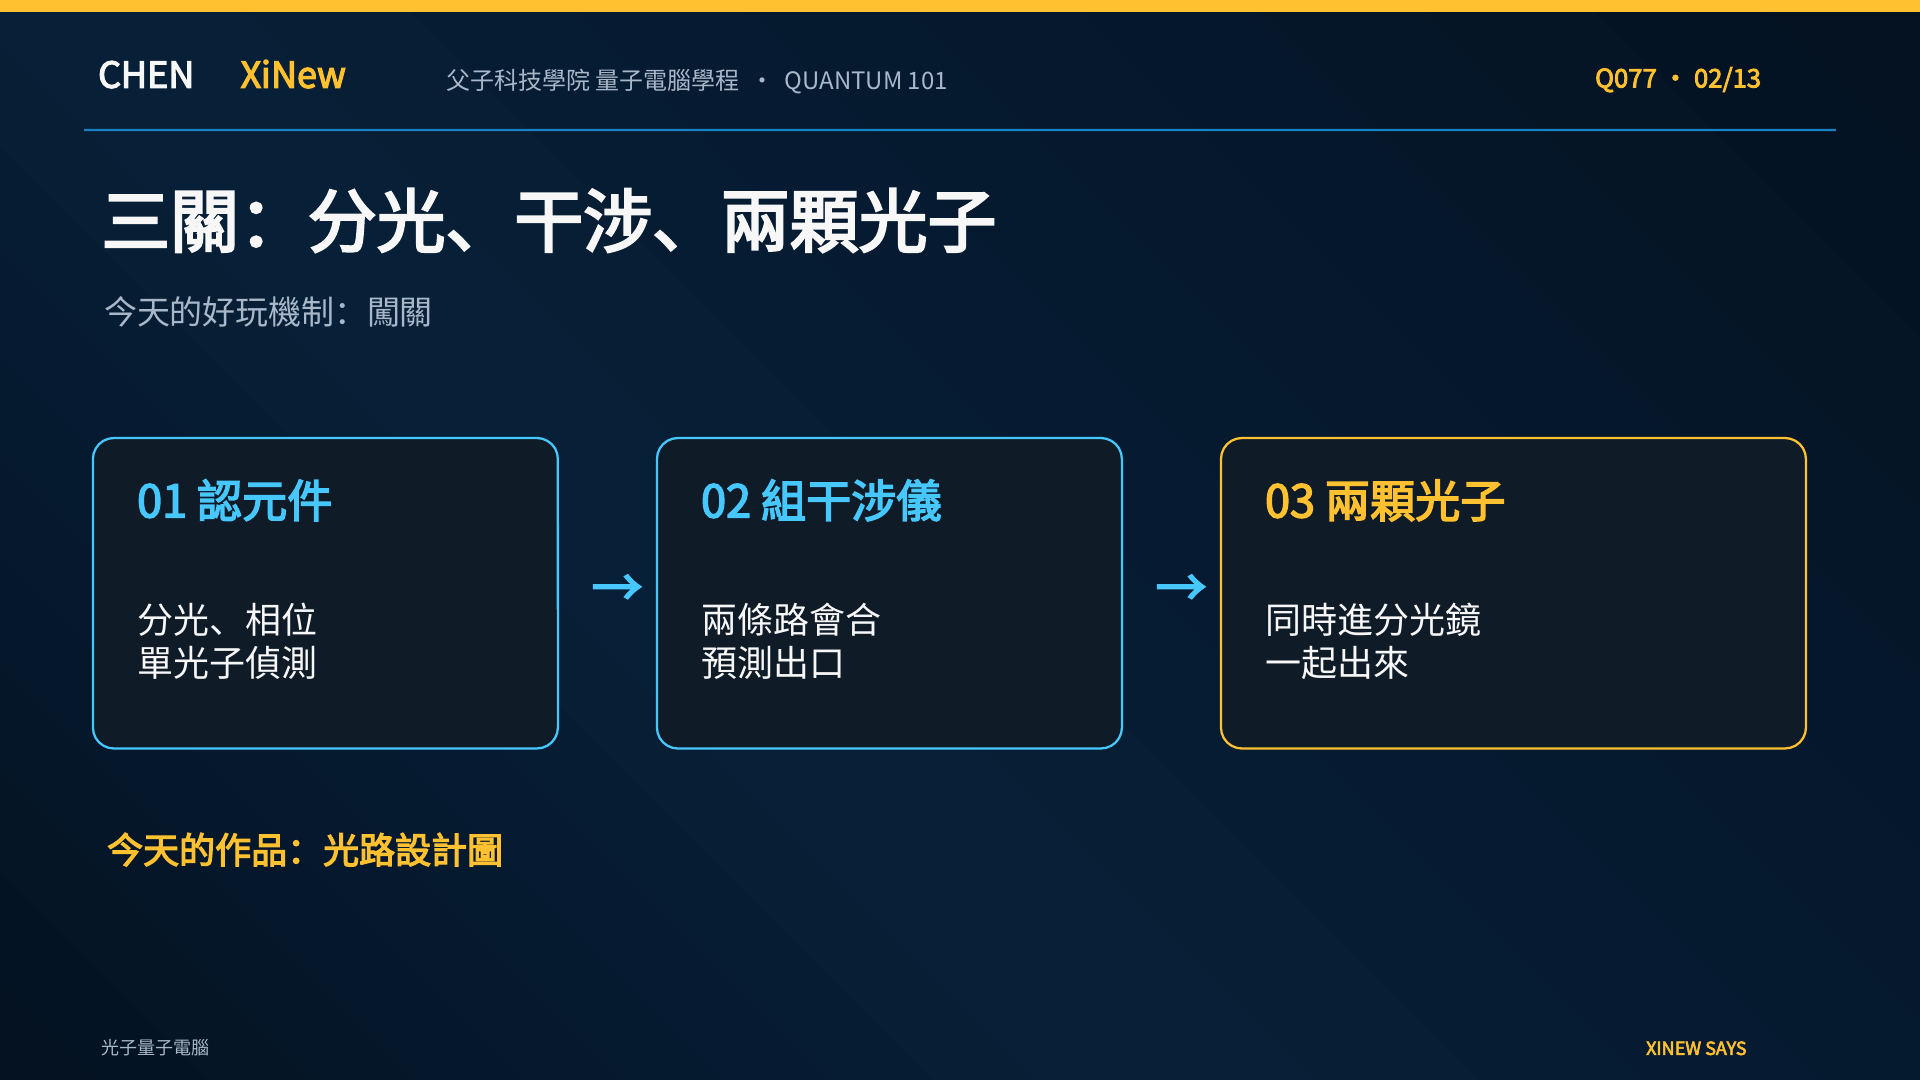 CHEN XiNew 父子科技學院 量子電腦學程 · QUANTUM 101 Q077 · 02/13
三關：分光、干涉、兩顆光子
今天的好玩機制：闖關
01 認元件
分光、相位
單光子偵測
→
02 組干涉儀
兩條路會合
預測出口
→
03 兩顆光子
同時進分光鏡
一起出來
今天的作品：光路設計圖
光子量子電腦
XINEW SAYS